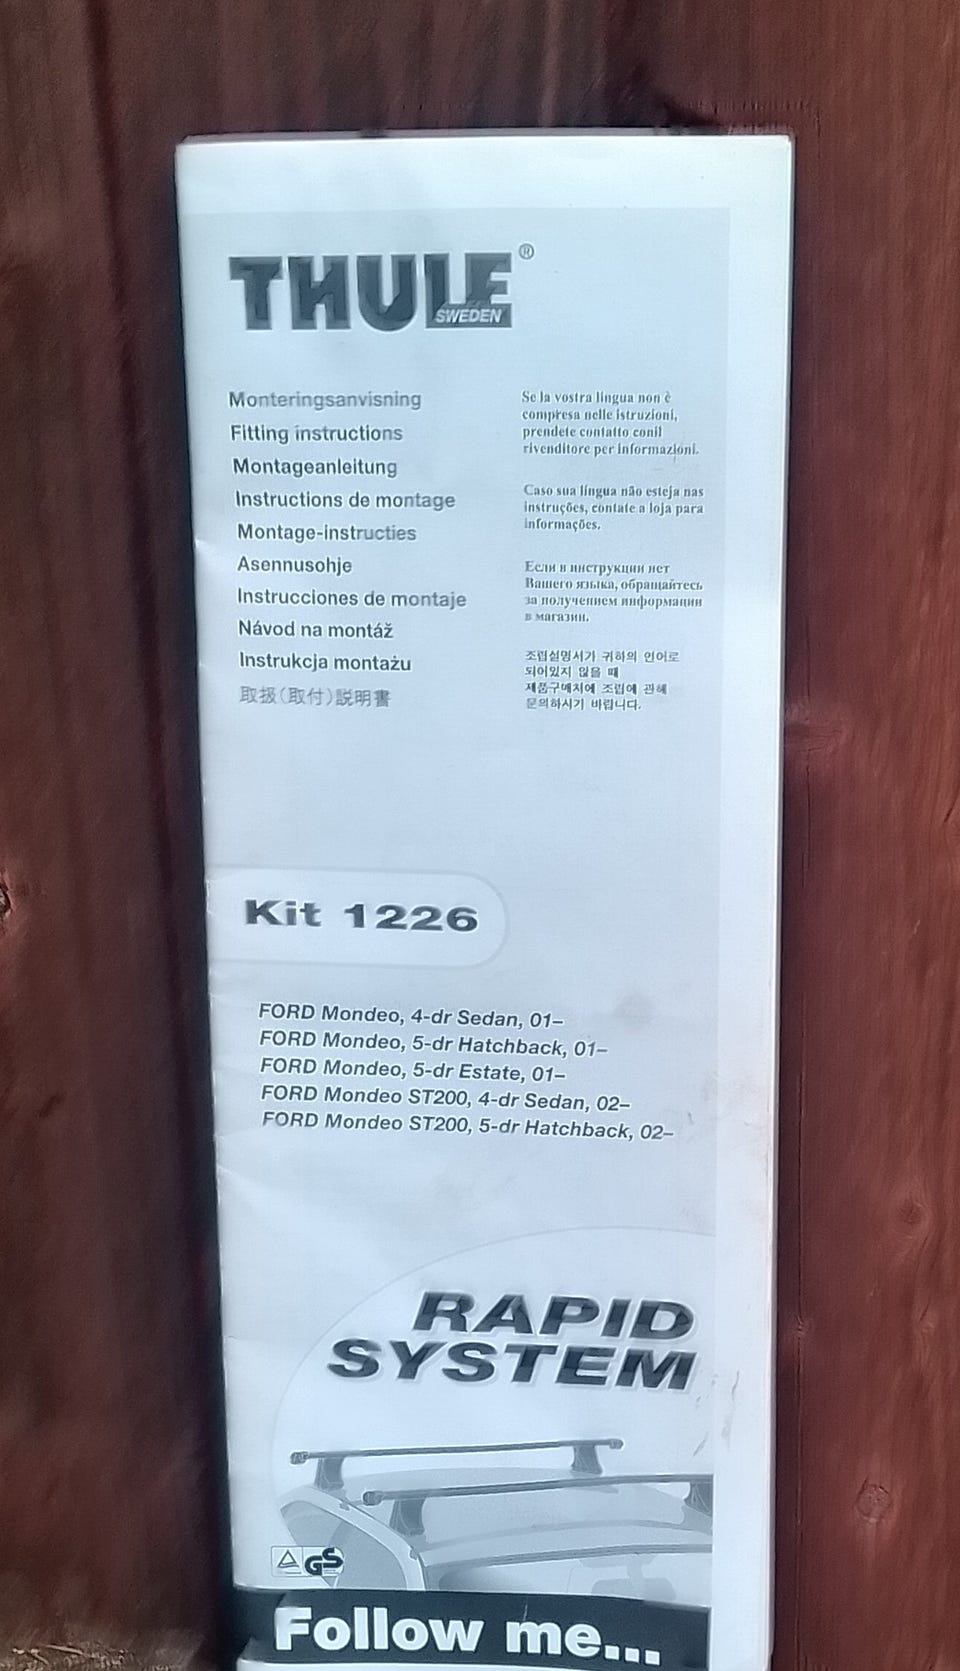 THULE®
SWEDEN
Monteringsanvisning
Fitting instructions
Montageanleitung
Instructions de montage
Montage-instructies
Asennusohje
Instrucciones de montaje
Návod na montáž
Instrukcja montażu
取扱(取付)説明書
Se la vostra lingua non è
compresa nelle istruzioni,
prendete contatto conil
rivenditore per informazioni.
Caso sua língua não esteja nas
instruções, contate a loja para
informações.
Если в инструкции нет
Вашего языка, обращайтесь
за получением информации
в магазин.
조립설명서가 귀하의 언어로
되어있지 않을 때
제품구매처에 조립에 관해
문의하시기 바랍니다.
Kit 1226
FORD Mondeo, 4-dr Sedan, 01–
FORD Mondeo, 5-dr Hatchback, 01–
FORD Mondeo, 5-dr Estate, 01–
FORD Mondeo ST200, 4-dr Sedan, 02–
FORD Mondeo ST200, 5-dr Hatchback, 02–
RAPID
SYSTEM
GS
Follow me...